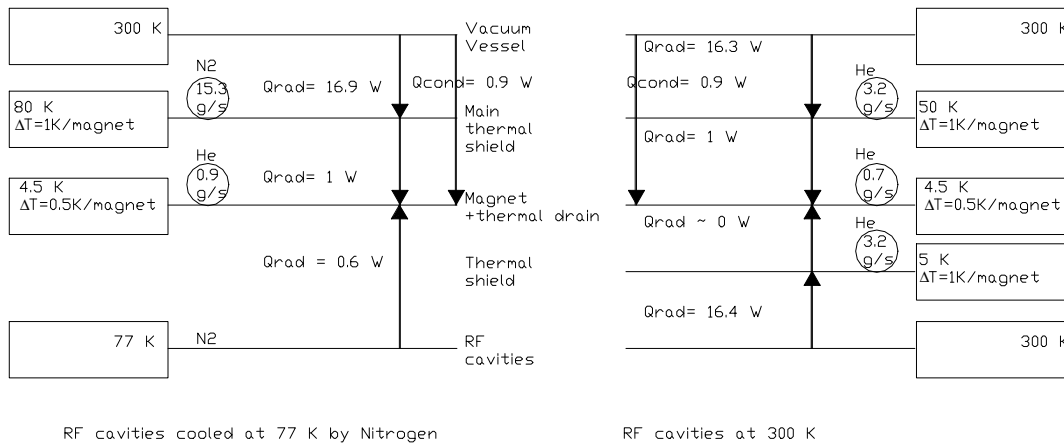 300 K
Vacuum
Vessel
Qrad= 16.3 W
300 K
N2
15.3
g/s
Qrad= 16.9 W
Qcond= 0.9 W
Qcond= 0.9 W
He
3.2
g/s
80 K
ΔT=1K/magnet
Main
thermal
shield
50 K
ΔT=1K/magnet
Qrad= 1 W
He
0.9
g/s
Qrad= 1 W
He
0.7
g/s
4.5 K
ΔT=0.5K/magnet
Magnet
+thermal drain
4.5 K
ΔT=0.5K/magnet
Qrad ~ 0 W
He
3.2
g/s
Qrad = 0.6 W
Thermal
shield
5 K
ΔT=1K/magnet
Qrad= 16.4 W
77 K
N2
RF
cavities
300 K
RF cavities cooled at 77 K by Nitrogen
RF cavities at 300 K